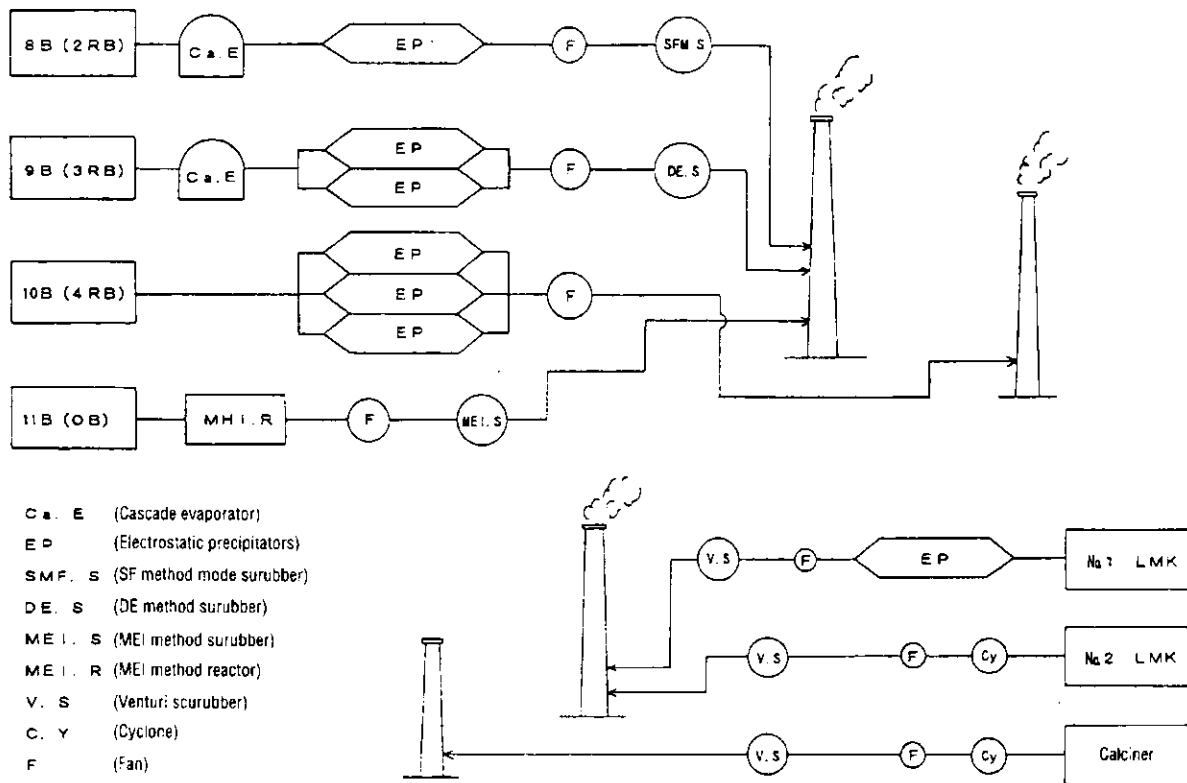 8B (2RB) Ca.E EP F SFM.S
9B (3RB) Ca.E EP EP F DE.S
10B (4RB) EP EP EP F
11B (OB) MHI.R F MEI.S
Ca. E (Cascade evaporator)
EP (Electrostatic precipitators)
SMF. S (SF method mode surubber)
DE. S (DE method surubber)
MEI. S (MEI method surubber)
MEI. R (MEI method reactor)
V. S (Venturi scurubber)
C. Y (Cyclone)
F (Fan)
V.S F EP No.1 LMK
V.S F Cy No.2 LMK
V.S F Cy Calciner